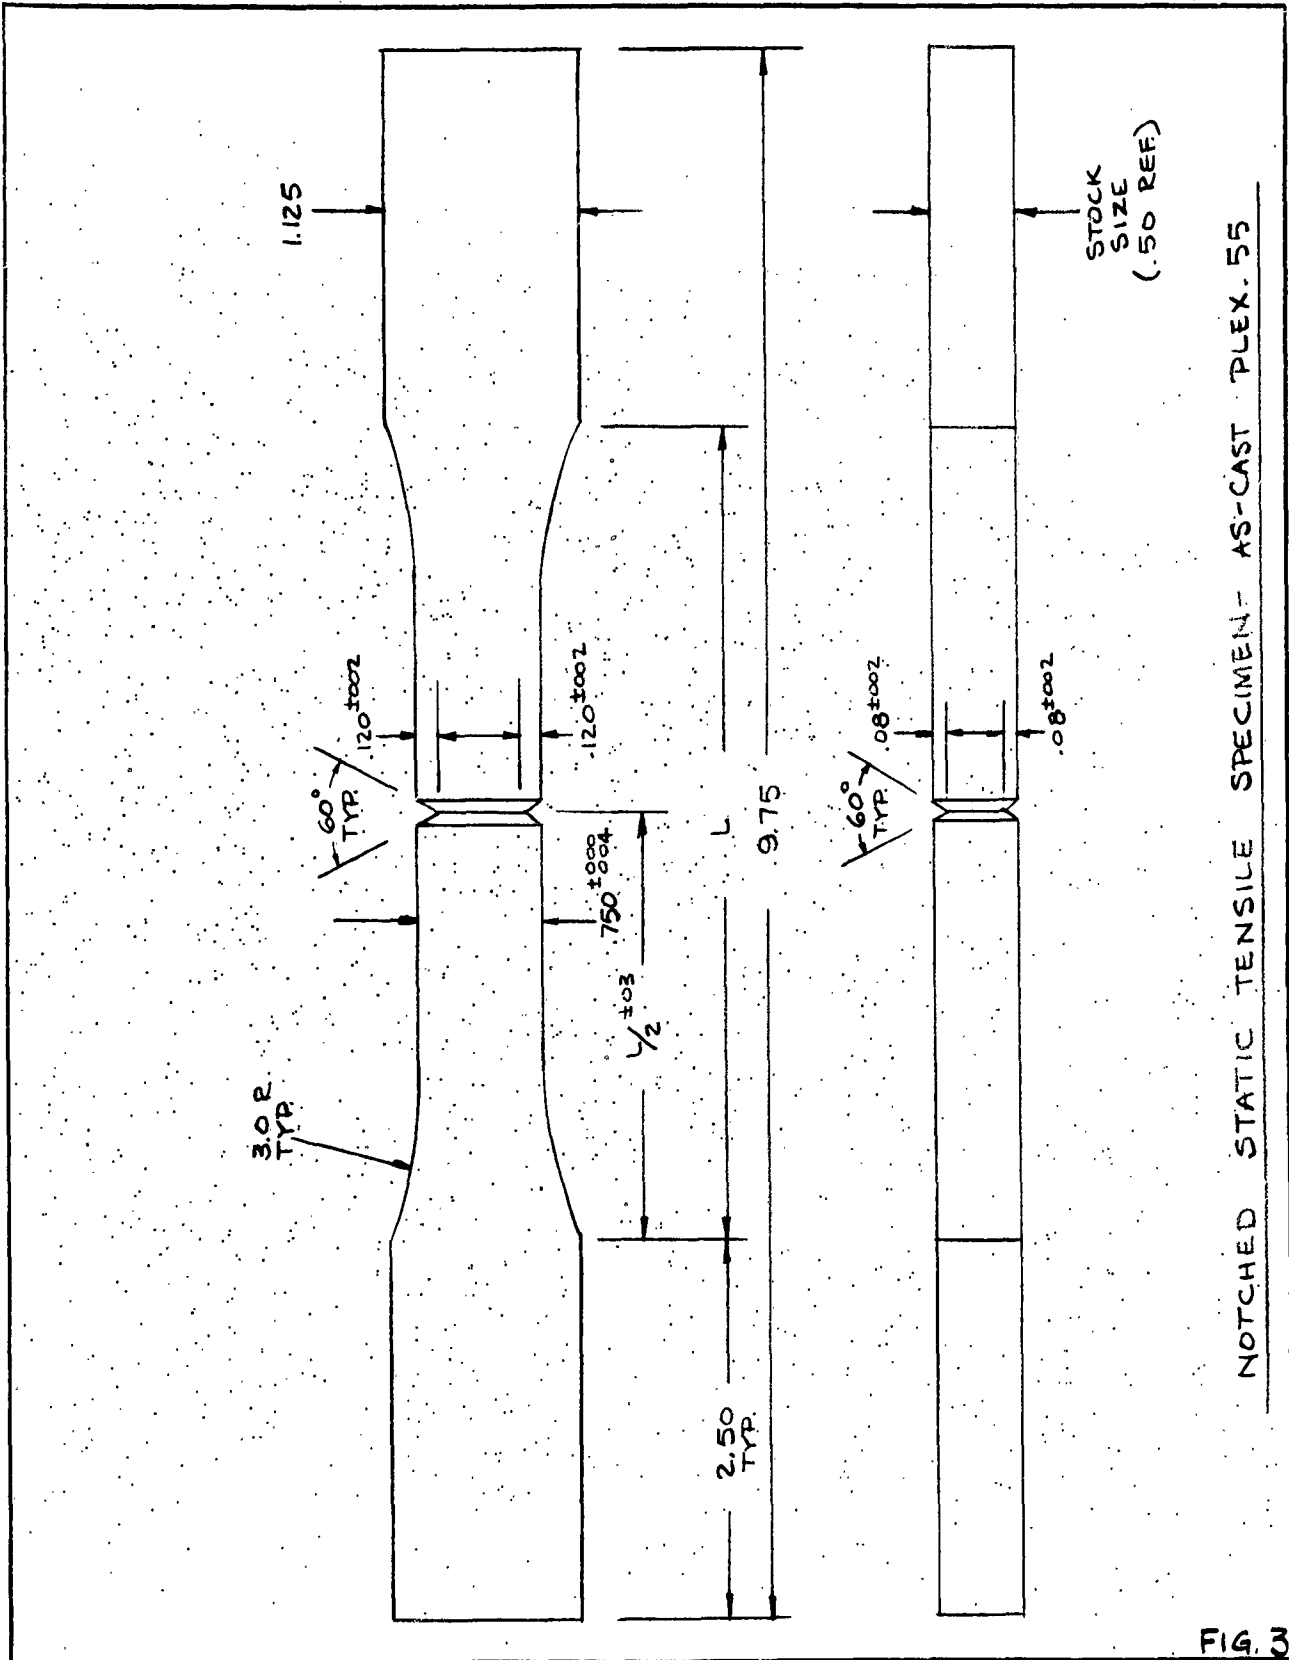 1.125
.120 ±002
.120 ±002
60°
TYP.
.750 ±000
004
L/2 ±03
3.0 R
TYP.
L
9.75
2.50
TYP.
STOCK
SIZE
(.50 REF.)
.08 ±002
.08 ±002
60°
TYP.
NOTCHED STATIC TENSILE SPECIMEN- AS-CAST PLEX. 55
FIG. 3